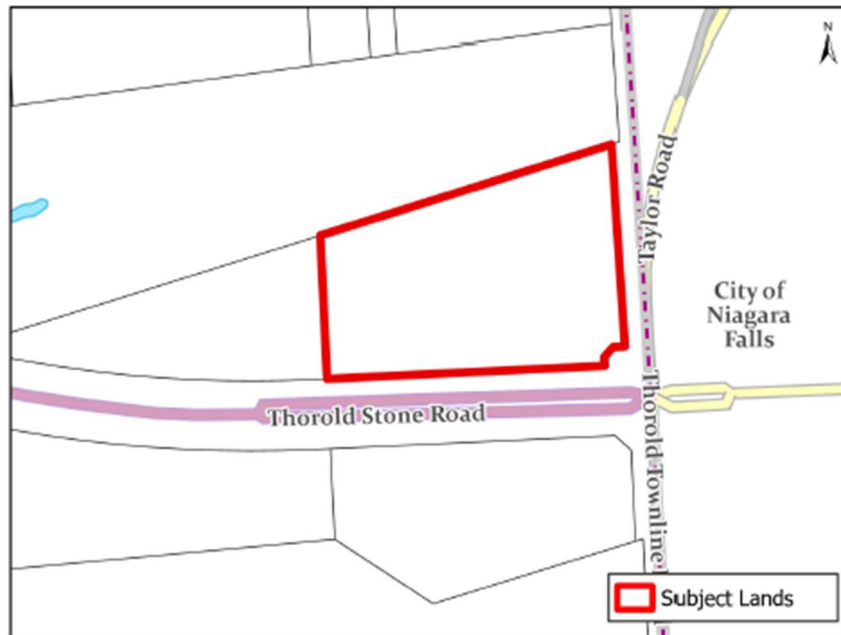 N
Taylor Road
City of
Niagara
Falls
Thorold Stone Road
Thorold Townline
Subject Lands